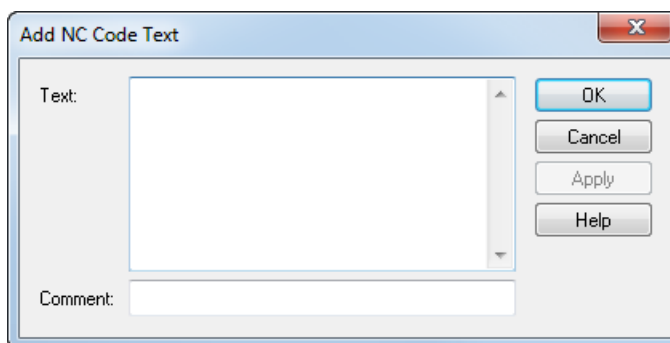 Add NC Code Text
Text:
OK
Cancel
Apply
Help
Comment: